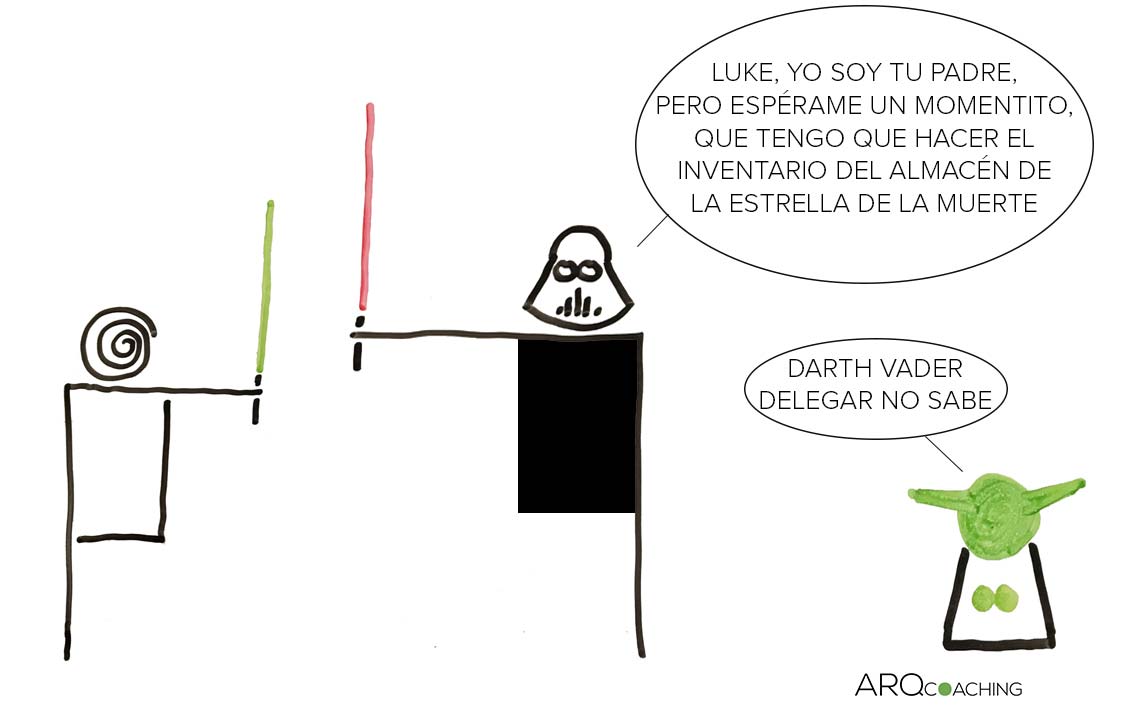 LUKE, YO SOY TU PADRE,
PERO ESPÉRAME UN MOMENTITO,
QUE TENGO QUE HACER EL
INVENTARIO DEL ALMACÉN DE
LA ESTRELLA DE LA MUERTE
DARTH VADER
DELEGAR NO SABE
ARQCOACHING